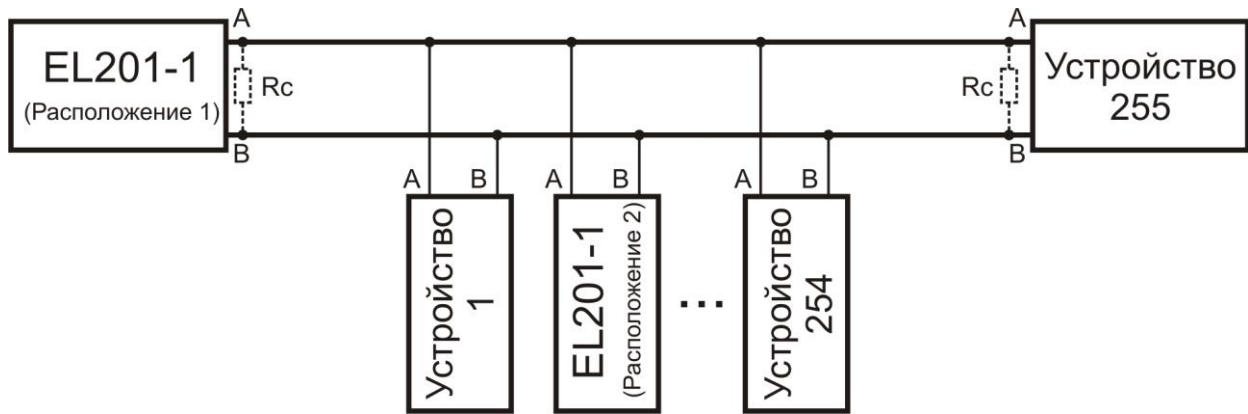 A
A
EL201-1
(Расположение 1)
Rc
Rc
Устройство
255
B
B
A
B
A
B
A
B
Устройство
1
EL201-1
(Расположение 2)
...
Устройство
254